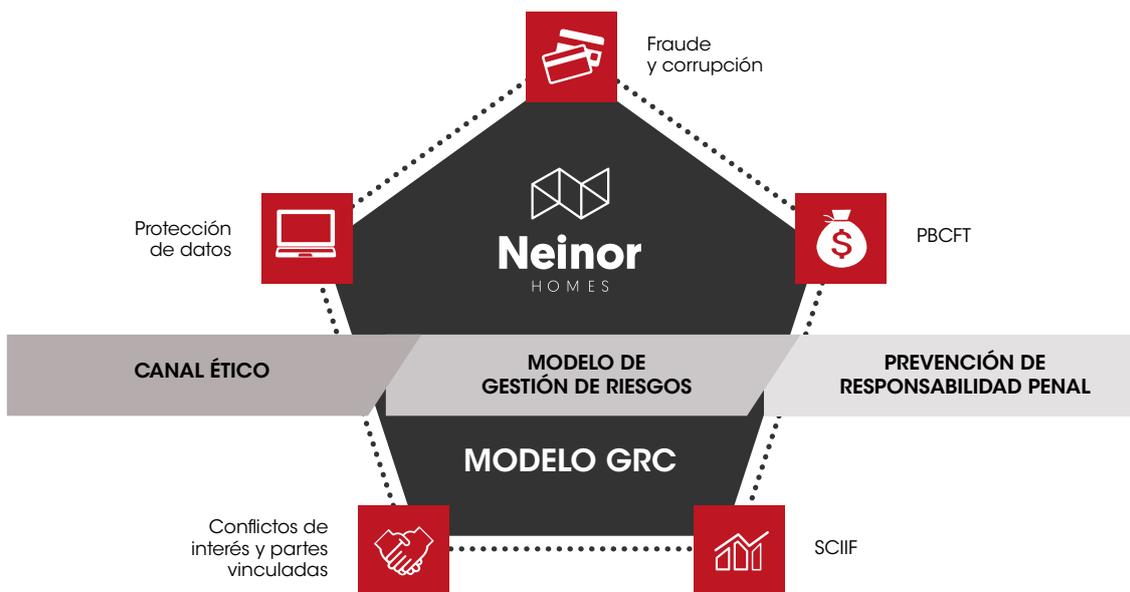 Fraude
y corrupción
Neinor
HOMES
Protección
de datos
$
PBCFT
CANAL ÉTICO
MODELO DE
GESTIÓN DE RIESGOS
PREVENCIÓN DE
RESPONSABILIDAD PENAL
MODELO GRC
Conflictos de
interés y partes
vinculadas
SCIIF